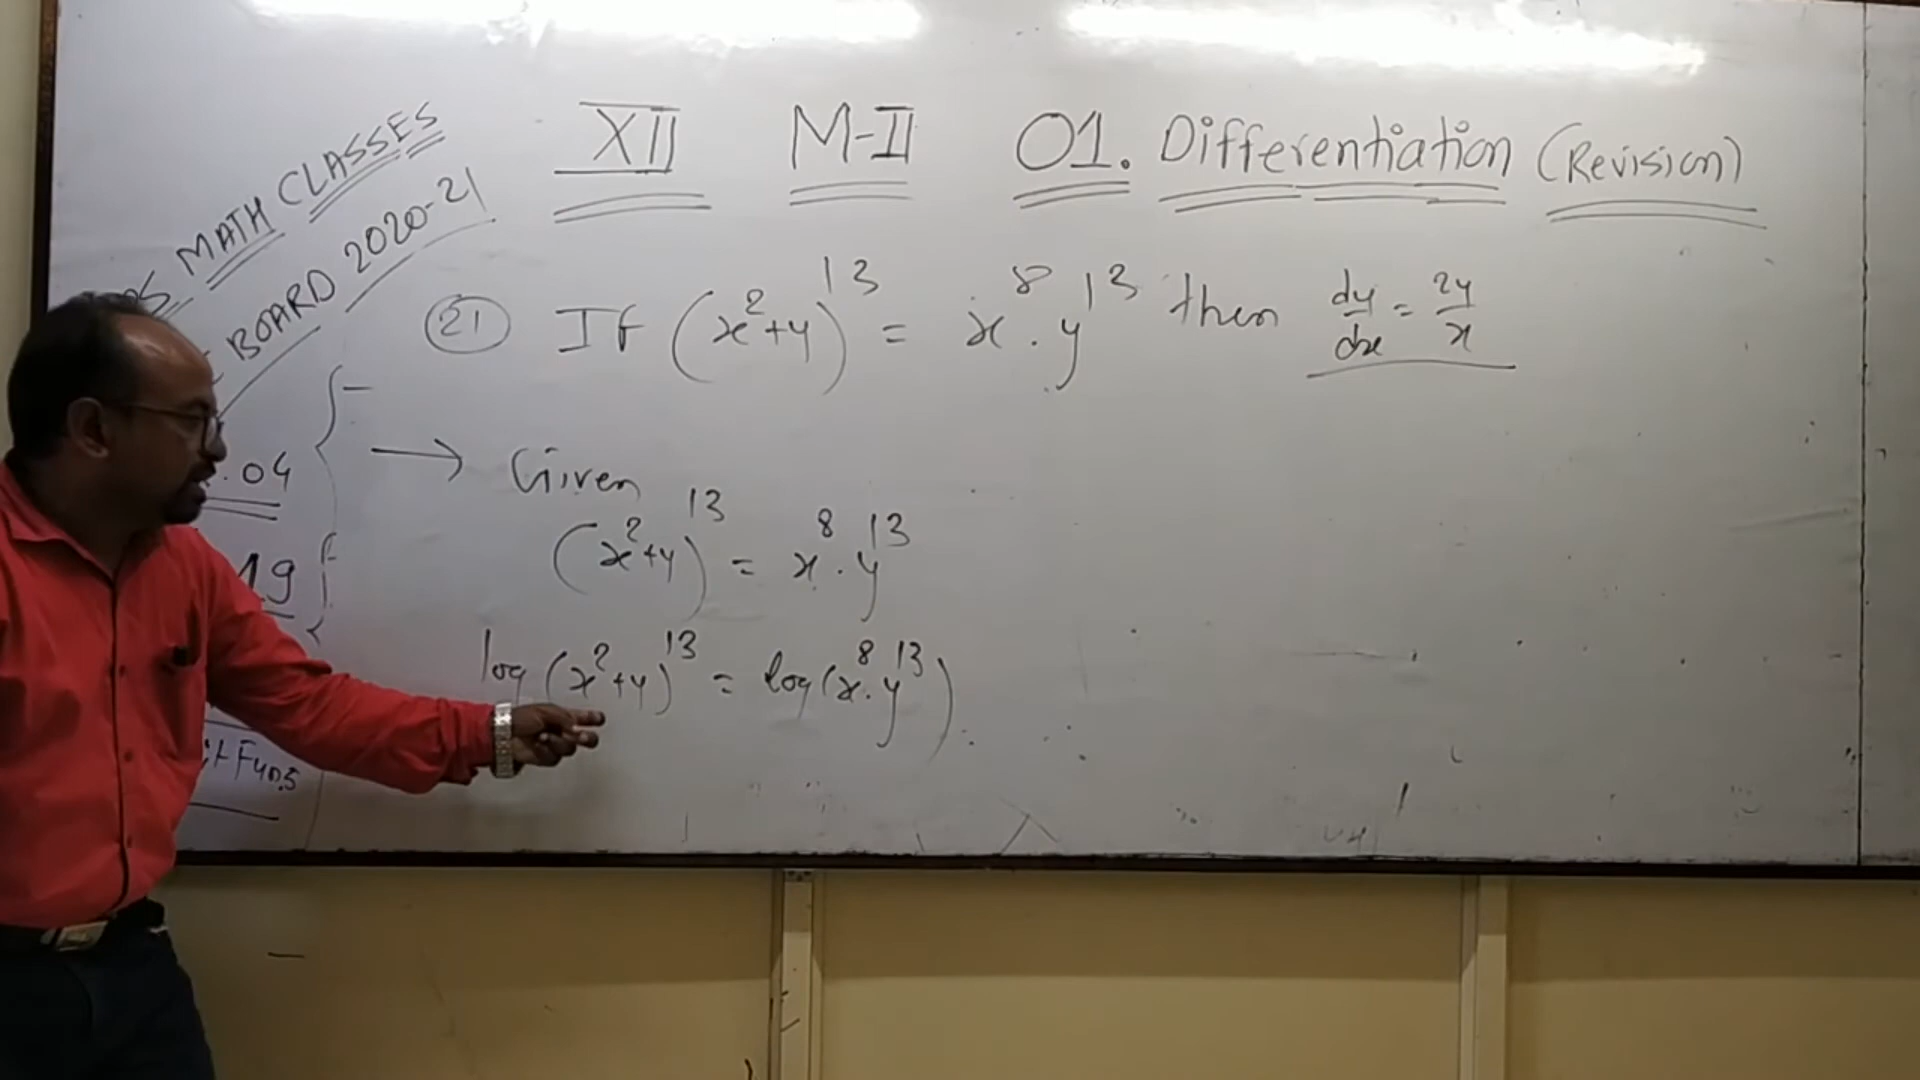 XII M-II 01. Differentiation (Revision)
MATH CLASSES
BOARD 2020-21
(21) If (x²+y)¹³ = x⁸.y¹³ then dy/dx = 2y/x
.04
→ Given
(x²+y)¹³ = x⁸.y¹³
19
log(x²+y)¹³ = log(x⁸.y¹³).